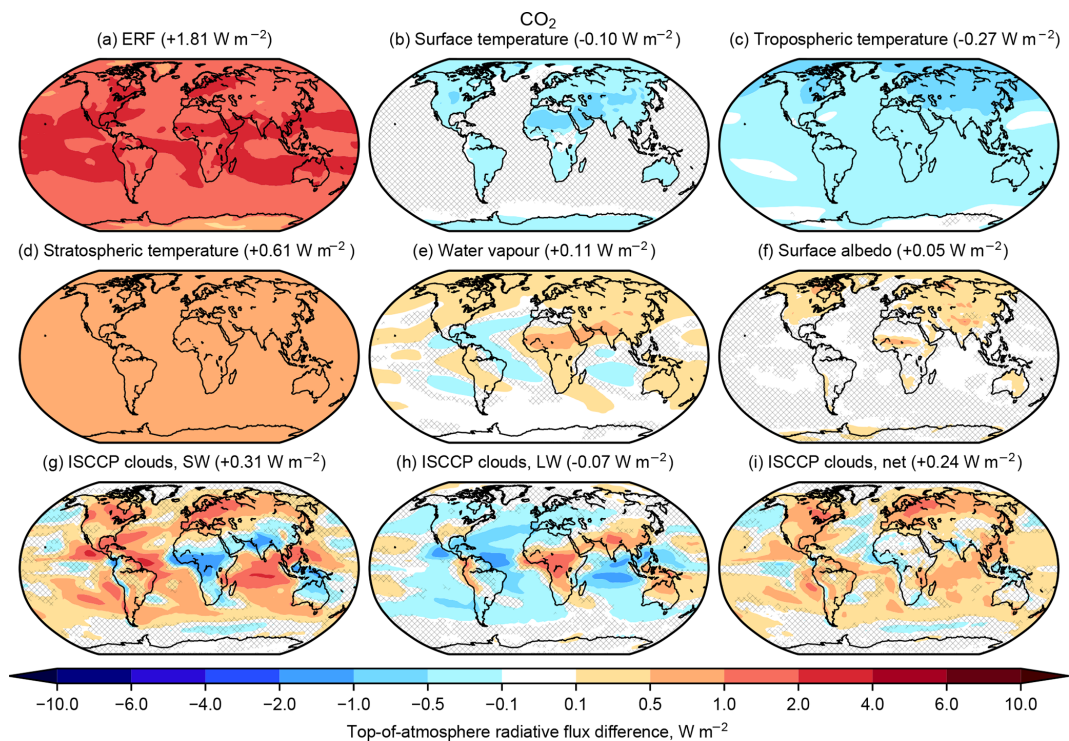 CO₂
(a) ERF (+1.81 W m⁻²)
(b) Surface temperature (-0.10 W m⁻²)
(c) Tropospheric temperature (-0.27 W m⁻²)
(d) Stratospheric temperature (+0.61 W m⁻²)
(e) Water vapour (+0.11 W m⁻²)
(f) Surface albedo (+0.05 W m⁻²)
(g) ISCCP clouds, SW (+0.31 W m⁻²)
(h) ISCCP clouds, LW (-0.07 W m⁻²)
(i) ISCCP clouds, net (+0.24 W m⁻²)
−10.0 −6.0 −4.0 −2.0 −1.0 −0.5 −0.1 0.1 0.5 1.0 2.0 4.0 6.0 10.0
Top-of-atmosphere radiative flux difference, W m⁻²